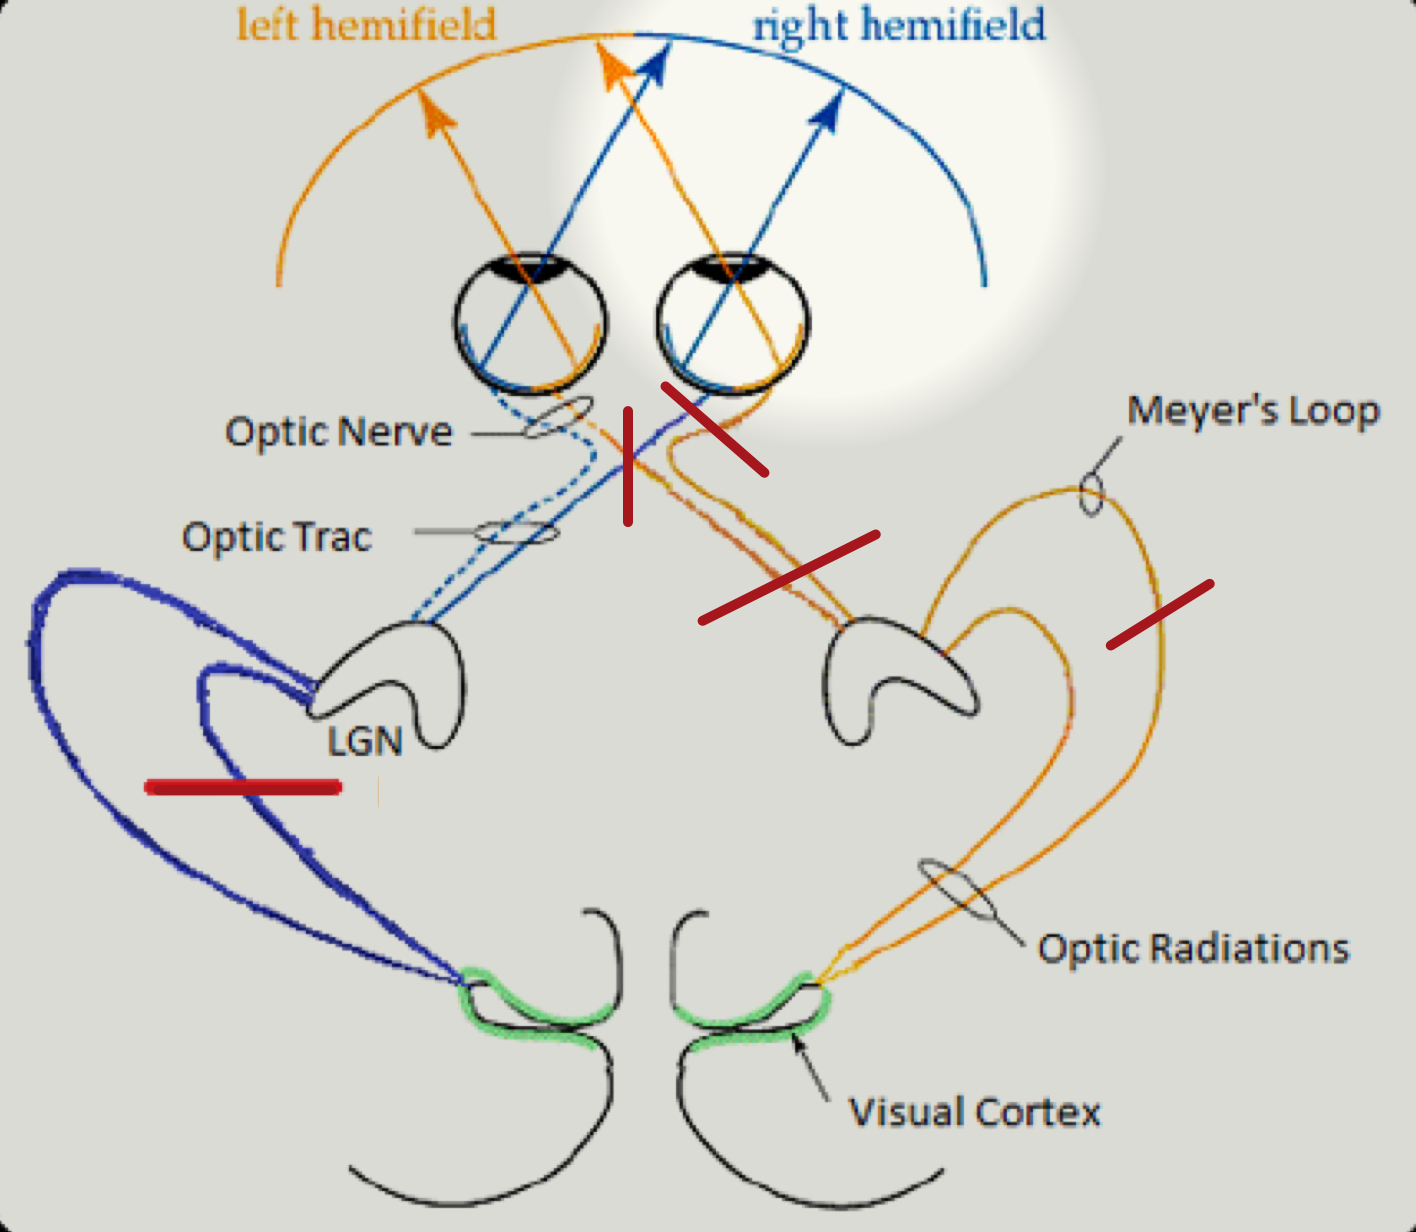 left hemifield
right hemifield
Optic Nerve
Meyer's Loop
Optic Trac
LGN
Optic Radiations
Visual Cortex